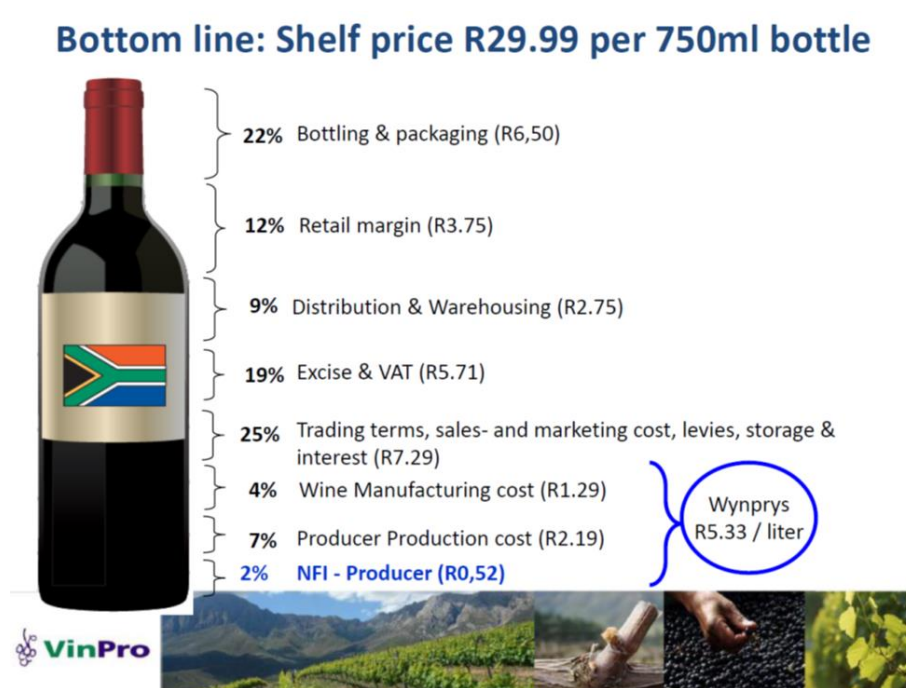 Bottom line: Shelf price R29.99 per 750ml bottle
22% Bottling & packaging (R6,50)
12% Retail margin (R3.75)
9% Distribution & Warehousing (R2.75)
19% Excise & VAT (R5.71)
25% Trading terms, sales- and marketing cost, levies, storage &
interest (R7.29)
4% Wine Manufacturing cost (R1.29)
7% Producer Production cost (R2.19)
2% NFI - Producer (R0,52)
Wynprys
R5.33 / liter
VinPro